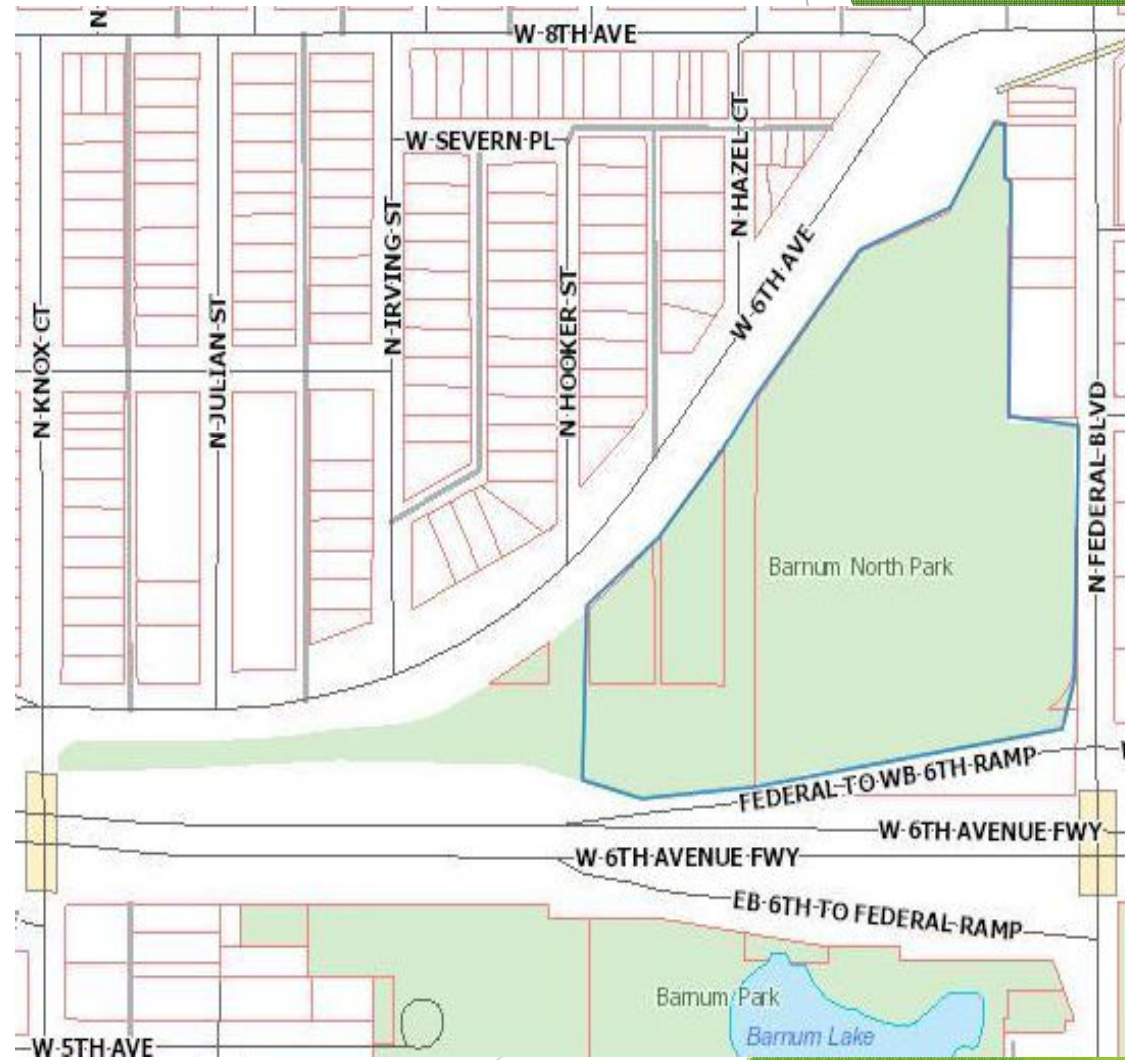 N
W 8TH AVE
W SEVERN PL
N HAZEL CT
N IRVING ST
W 6TH AVE
N HOOKER ST
N JULIAN ST
N KNOX CT
N FEDERAL BLVD
Barnum North Park
FEDERAL TO WB 6TH RAMP
W 6TH AVENUE FWY
W 6TH AVENUE FWY
EB 6TH TO FEDERAL RAMP
Barnum Park
Barnum Lake
W 5TH AVE